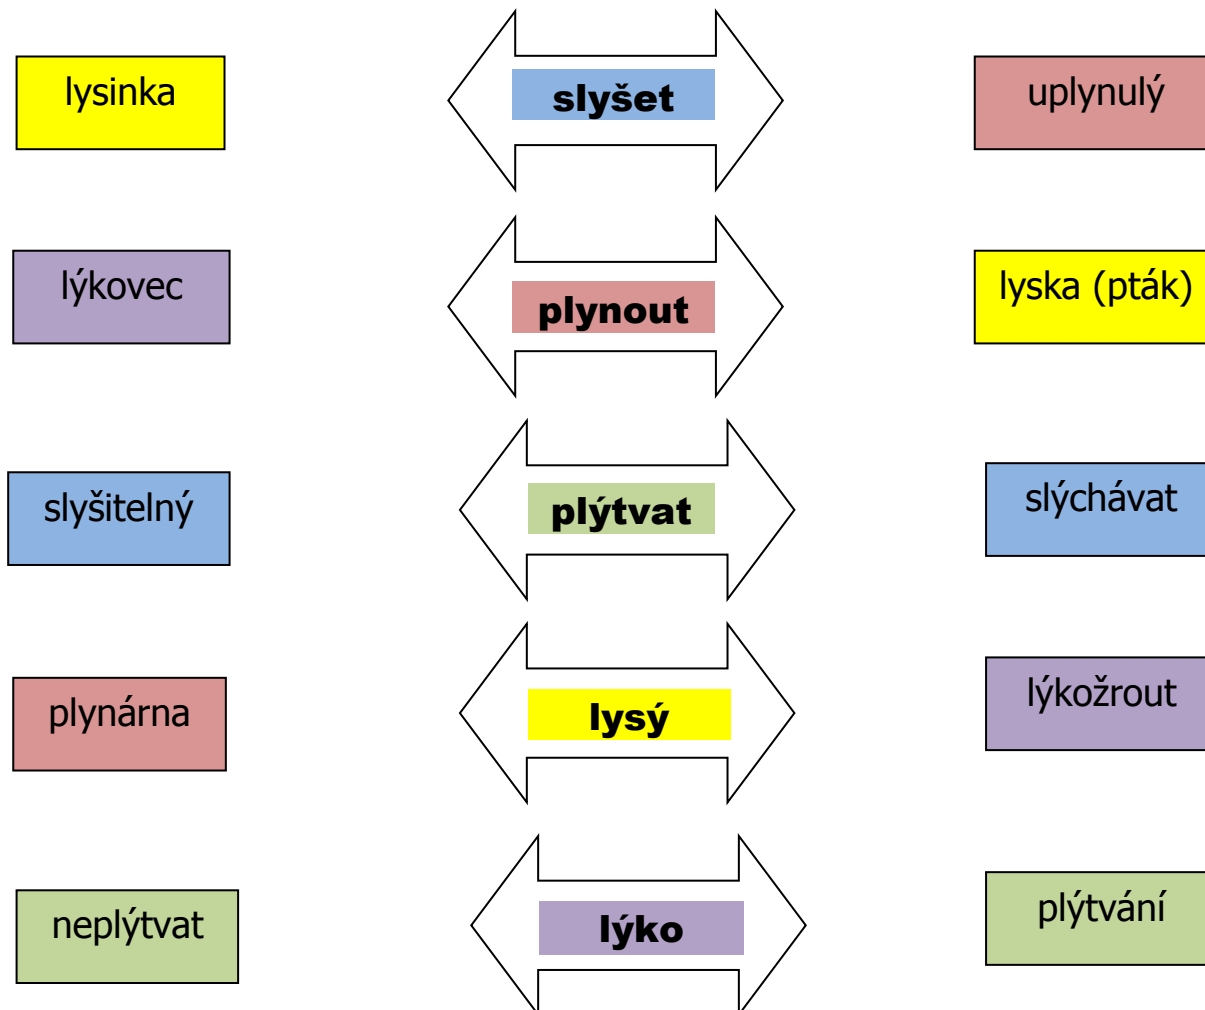 lysinka
slyšet
uplynulý
lýkovec
plynout
lyska (pták)
slyšitelný
plýtvat
slýchávat
plynárna
lysý
lýkožrout
neplýtvat
lýko
plýtvání